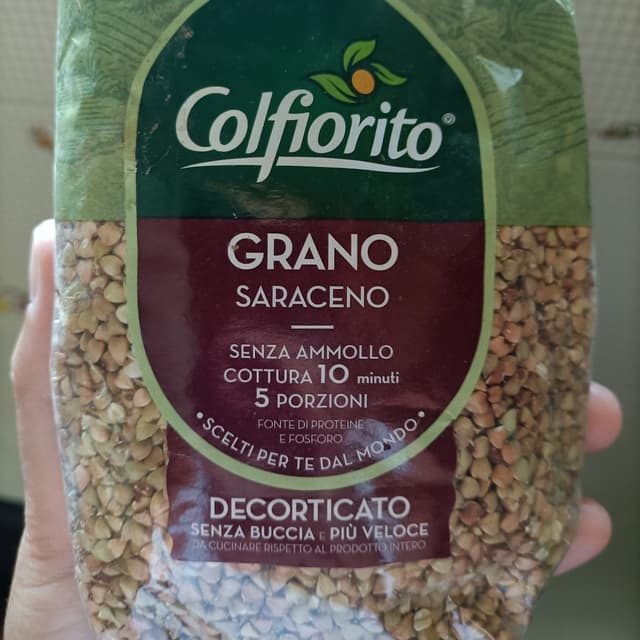 Colfiorito®
GRANO
SARACENO
SENZA AMMOLLO
COTTURA 10 minuti
5 PORZIONI
FONTE DI PROTEINE
E FOSFORO
• SCELTI PER TE DAL MONDO •
DECORTICATO
SENZA BUCCIA E PIÙ VELOCE
DA CUCINARE RISPETTO AL PRODOTTO INTERO